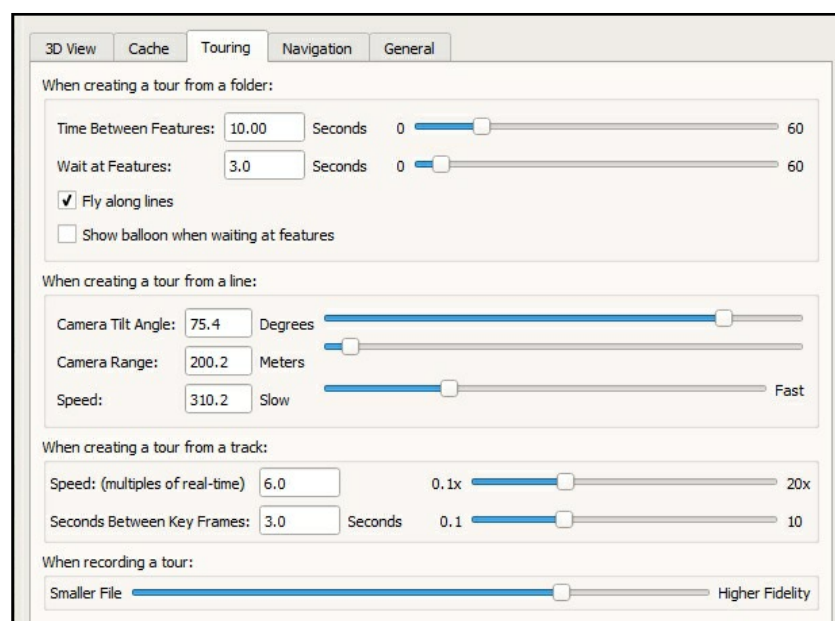 3D View Cache Touring Navigation General
When creating a tour from a folder:
Time Between Features: 10.00 Seconds 0 60
Wait at Features: 3.0 Seconds 0 60
Fly along lines
Show balloon when waiting at features
When creating a tour from a line:
Camera Tilt Angle: 75.4 Degrees
Camera Range: 200.2 Meters
Speed: 310.2 Slow Fast
When creating a tour from a track:
Speed: (multiples of real-time) 6.0 0.1x 20x
Seconds Between Key Frames: 3.0 Seconds 0.1 10
When recording a tour:
Smaller File Higher Fidelity